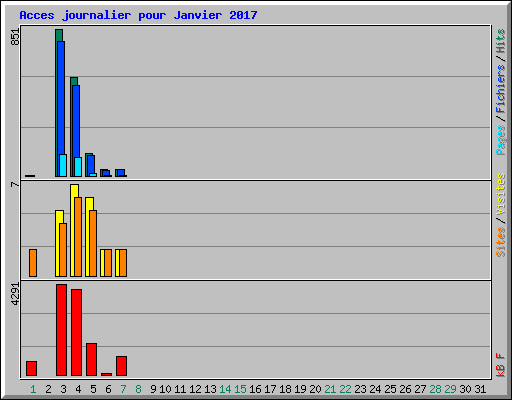 Acces journalier pour Janvier 2017
851
7
4291
Pages/Fichiers/Hits
Sites/Visites
kB F
1 2 3 4 5 6 7 8 9 10 11 12 13 14 15 16 17 18 19 20 21 22 23 24 25 26 27 28 29 30 31